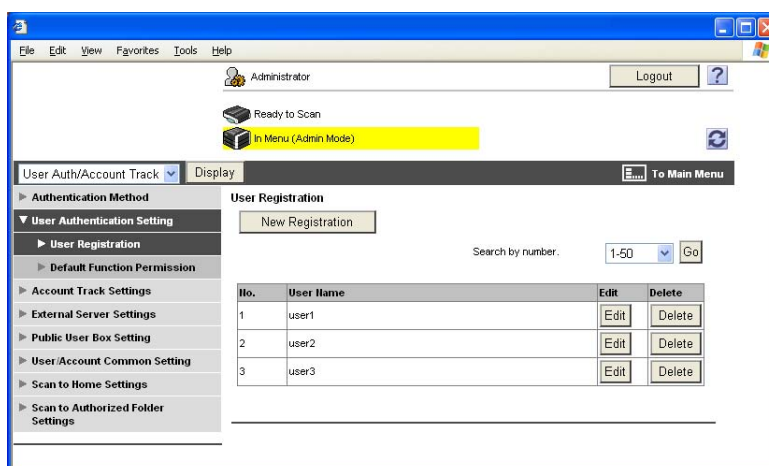 File Edit View Favorites Tools Help
Administrator
Logout
?
Ready to Scan
In Menu (Admin Mode)
User Auth/Account Track
Display
To Main Menu
Authentication Method
User Authentication Setting
User Registration
Default Function Permission
Account Track Settings
External Server Settings
Public User Box Setting
User/Account Common Setting
Scan to Home Settings
Scan to Authorized Folder
Settings
User Registration
New Registration
Search by number. 1-50 Go
No. User Name Edit Delete
1 user1 Edit Delete
2 user2 Edit Delete
3 user3 Edit Delete